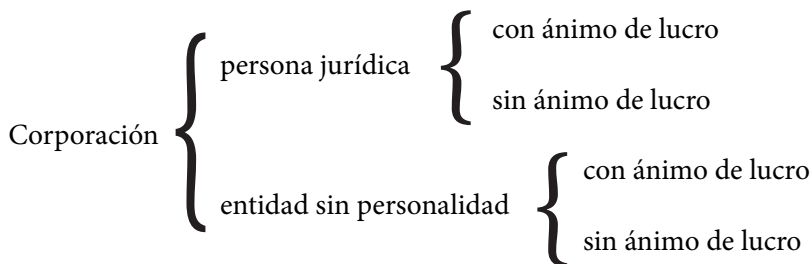 Corporación
persona jurídica
con ánimo de lucro
sin ánimo de lucro
entidad sin personalidad
con ánimo de lucro
sin ánimo de lucro